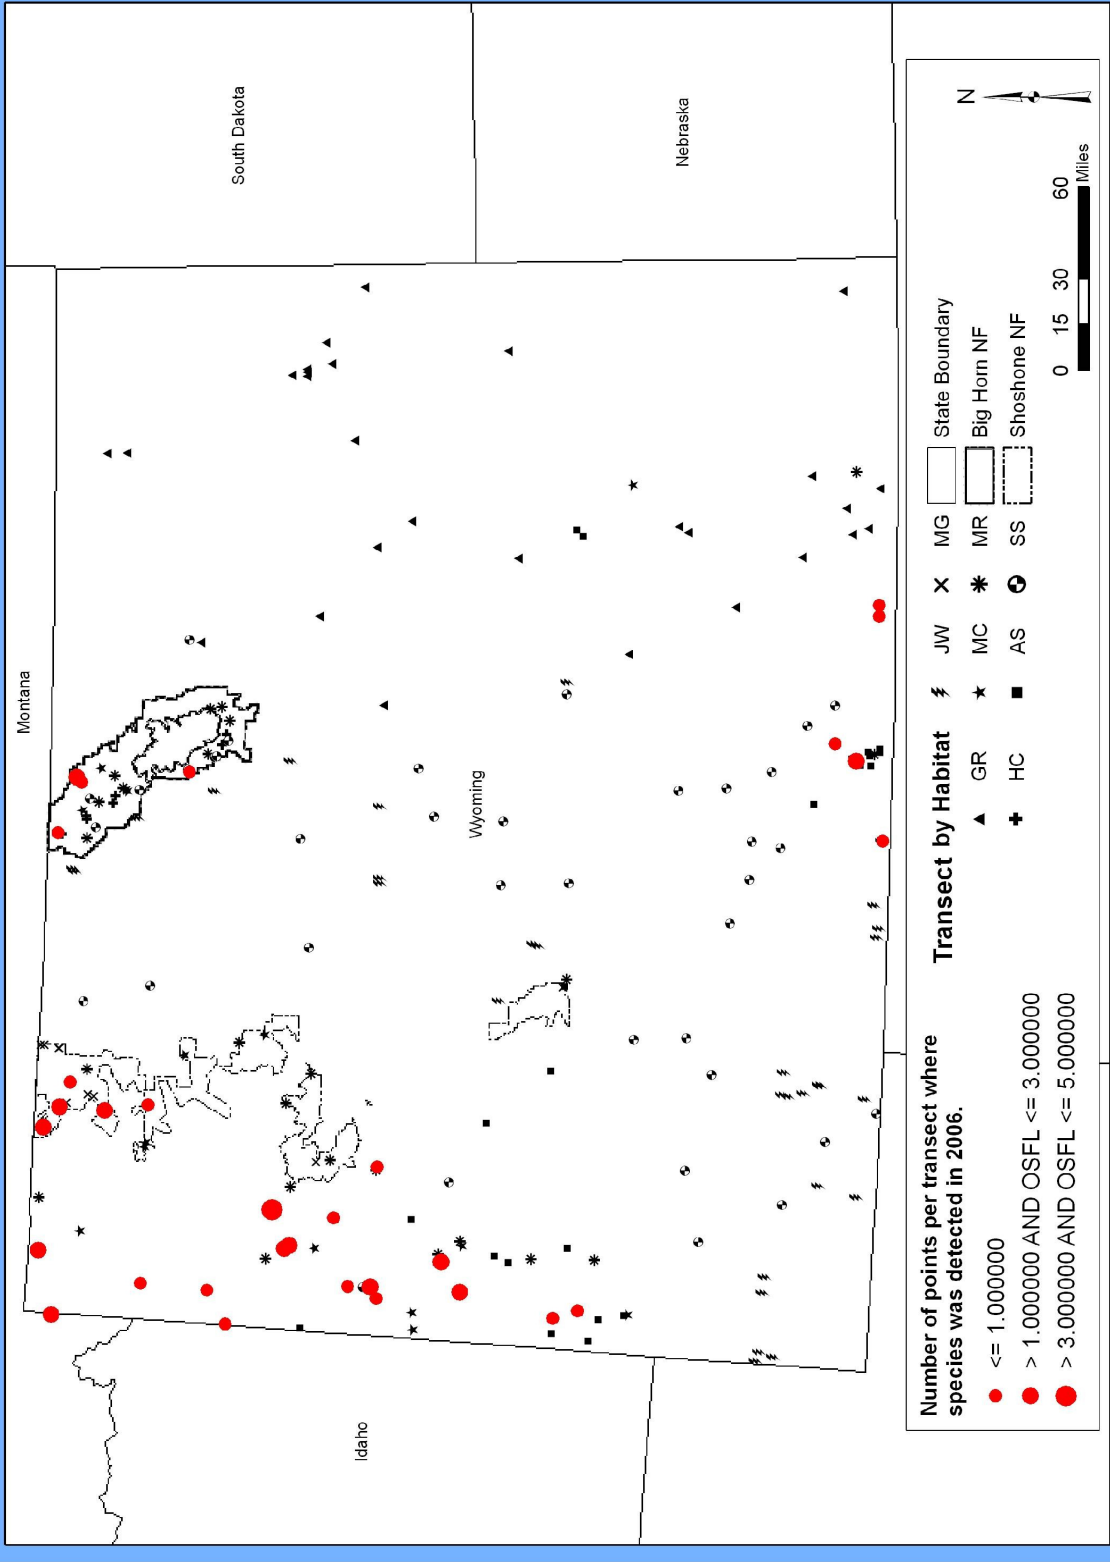 Montana
South Dakota
Wyoming
Idaho
Nebraska
Number of points per transect where
species was detected in 2006.
<= 1.000000
> 1.000000 AND OSFL <= 3.000000
> 3.000000 AND OSFL <= 5.000000
Transect by Habitat
GR
JW
MG
State Boundary
HC
MC
MR
Big Horn NF
AS
SS
Shoshone NF
N
0 15 30 60
Miles